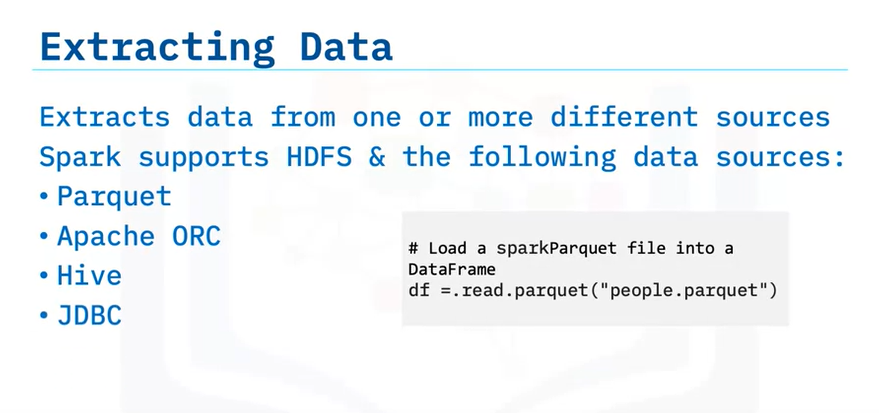 Extracting Data
Extracts data from one or more different sources
Spark supports HDFS & the following data sources:
• Parquet
• Apache ORC
• Hive
• JDBC
# Load a sparkParquet file into a
DataFrame
df =.read.parquet("people.parquet")